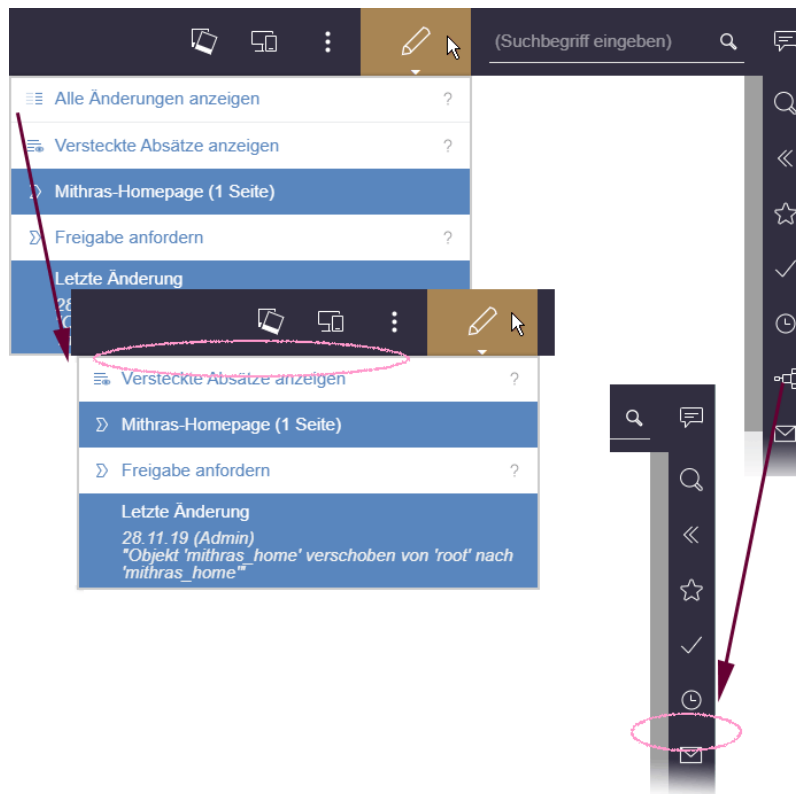 (Suchbegriff eingeben)
Alle Änderungen anzeigen ?
Versteckte Absätze anzeigen ?
Mithras-Homepage (1 Seite)
Freigabe anfordern ?
Letzte Änderung
Versteckte Absätze anzeigen ?
Mithras-Homepage (1 Seite)
Freigabe anfordern ?
Letzte Änderung
28.11.19 (Admin)
"Objekt 'mithras_home' verschoben von 'root' nach
'mithras_home'"